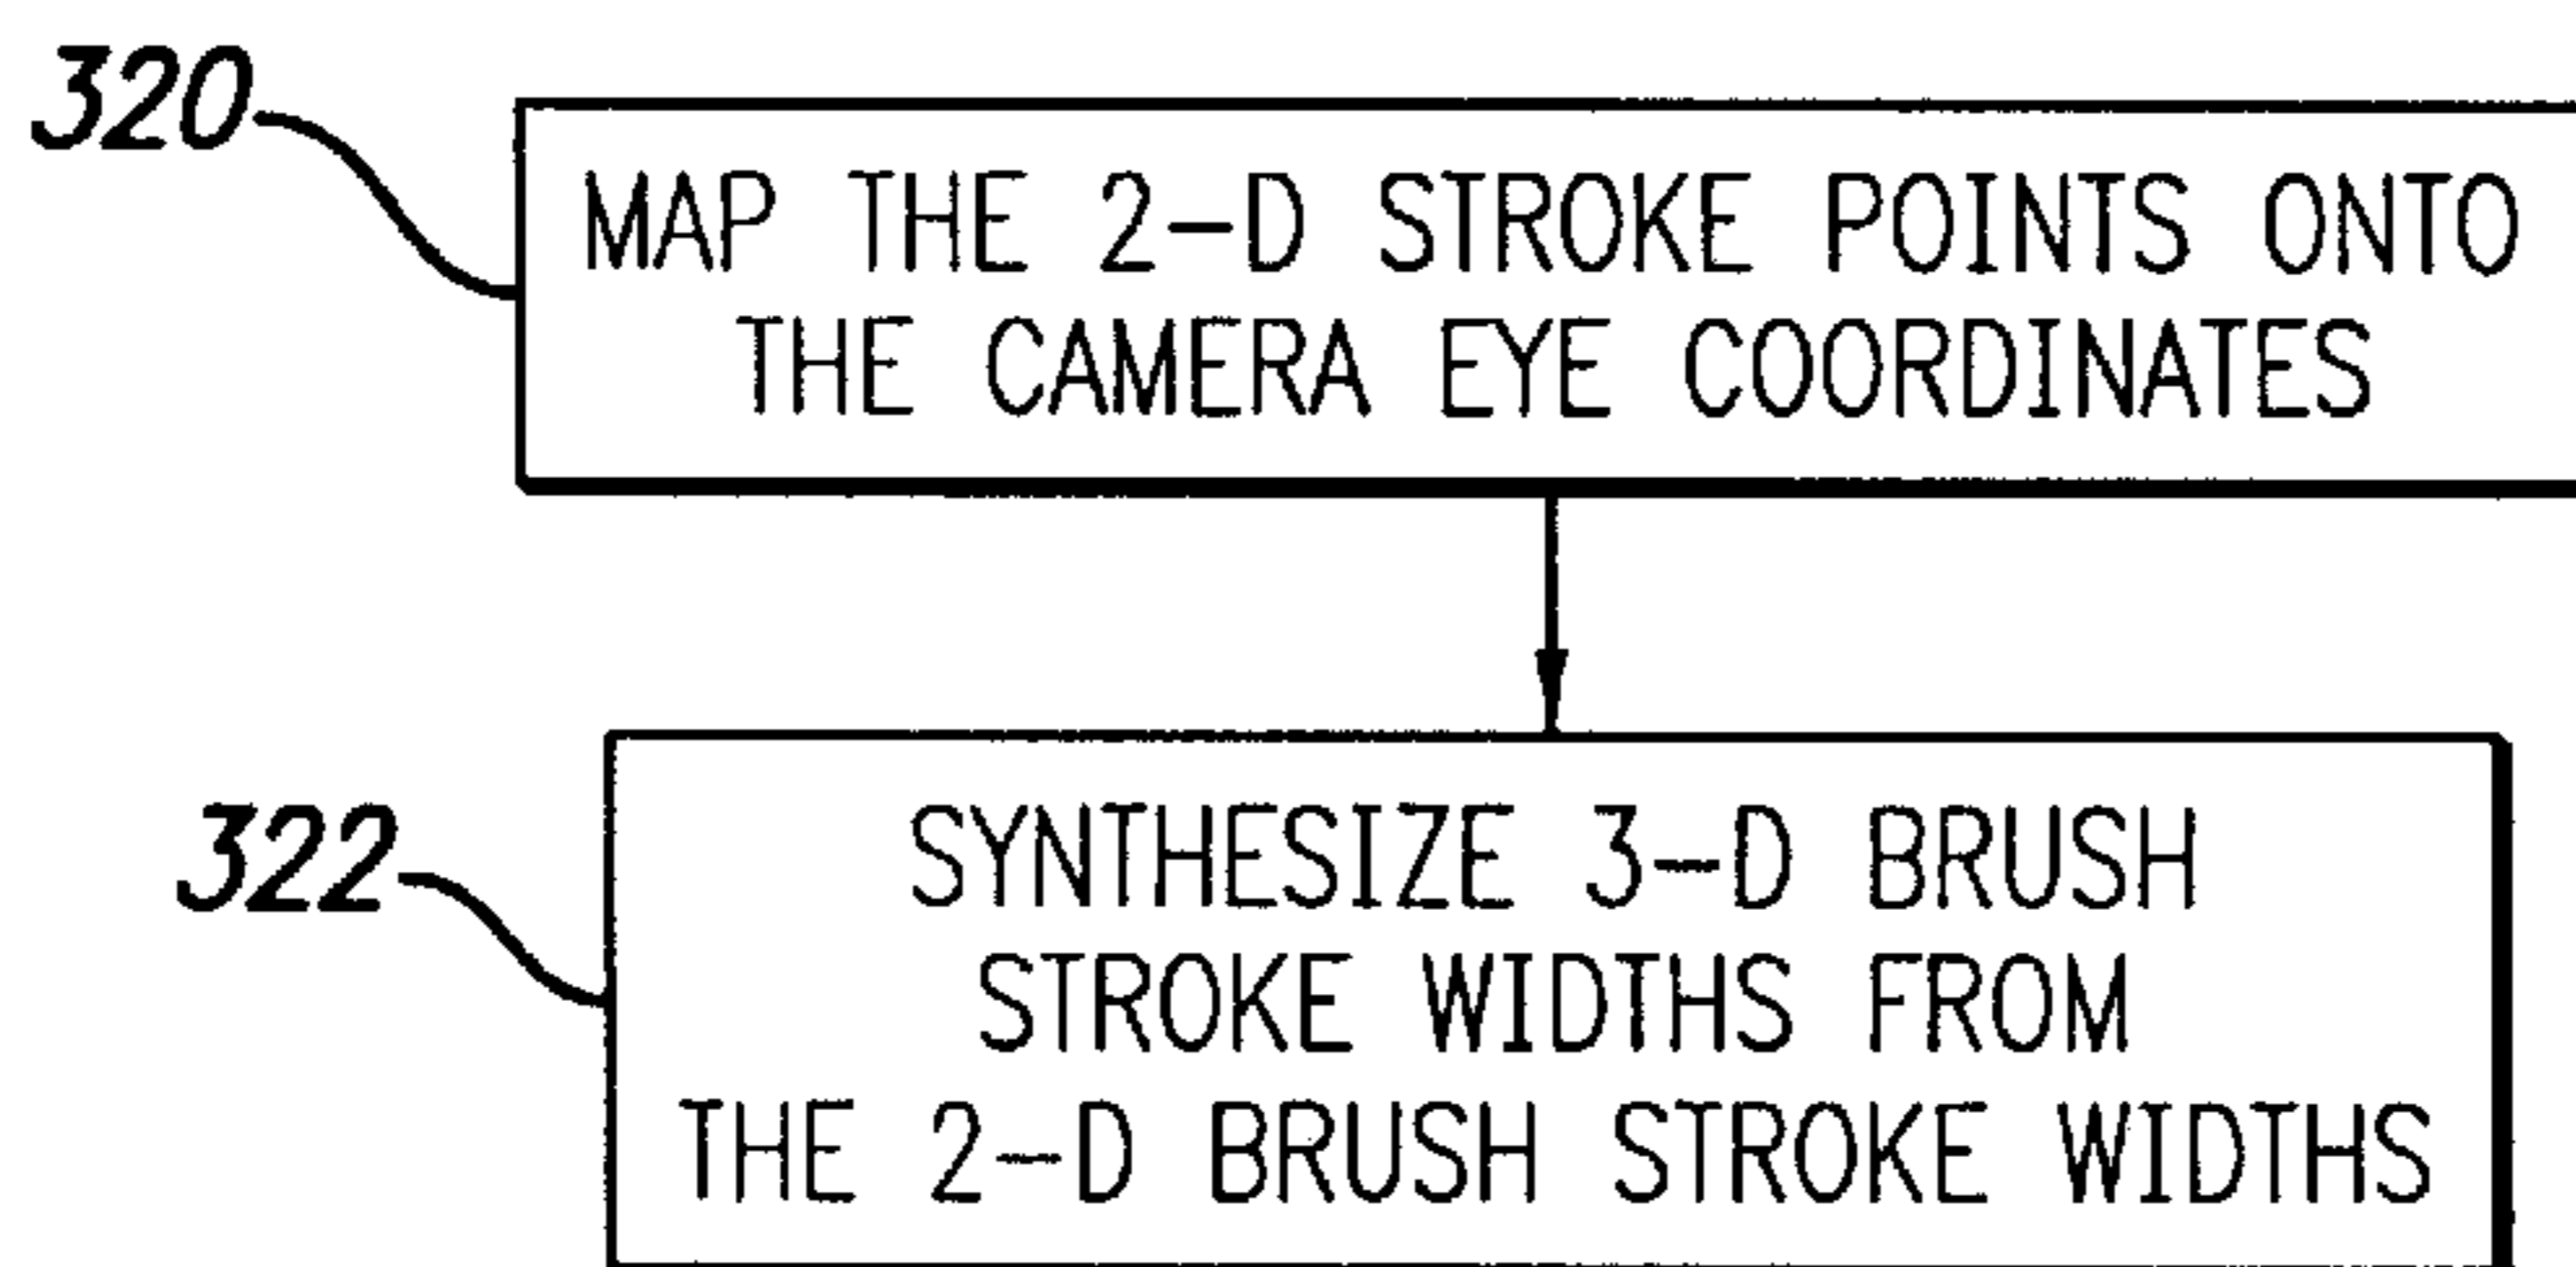 320
MAP THE 2-D STROKE POINTS ONTO
THE CAMERA EYE COORDINATES
322
SYNTHESIZE 3-D BRUSH
STROKE WIDTHS FROM
THE 2-D BRUSH STROKE WIDTHS